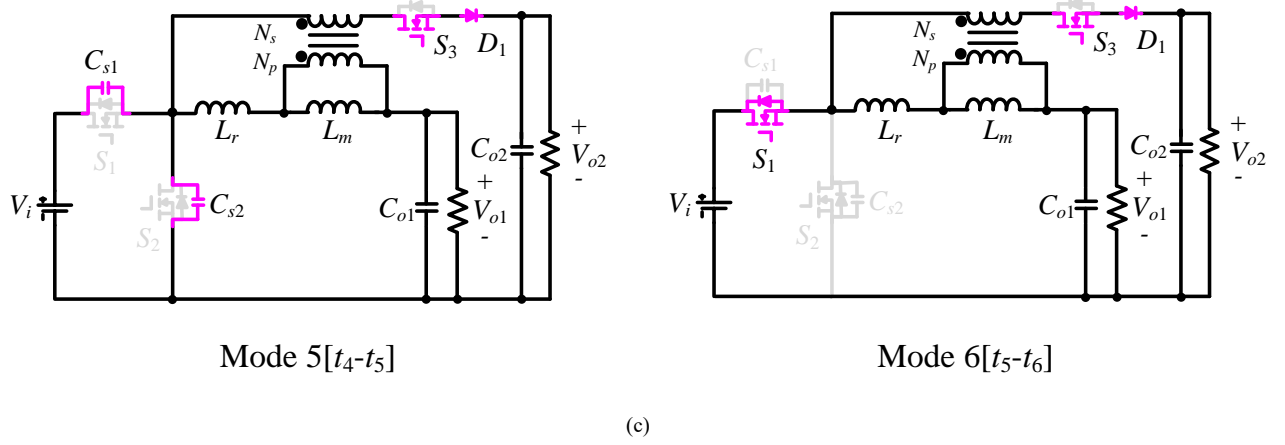 N_s
S_3
D_1
C_s1
N_p
S_1
L_r
L_m
C_o2
+
V_o2
-
V_i
S_2
C_s2
C_o1
+
V_o1
-
Mode 5[t_4-t_5]
N_s
S_3
D_1
C_s1
N_p
S_1
L_r
L_m
C_o2
+
V_o2
-
V_i
S_2
C_s2
C_o1
+
V_o1
-
Mode 6[t_5-t_6]
(c)